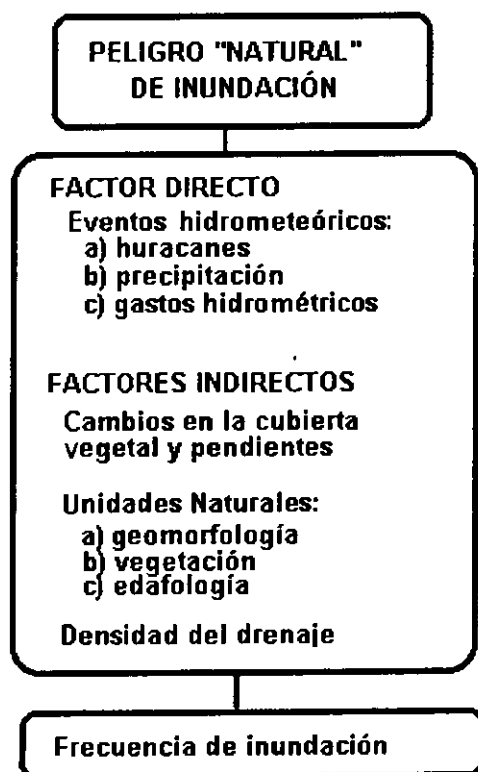 PELIGRO "NATURAL"
DE INUNDACIÓN
FACTOR DIRECTO
Eventos hidrometeóricos:
a) huracanes
b) precipitación
c) gastos hidrométricos
FACTORES INDIRECTOS
Cambios en la cubierta
vegetal y pendientes
Unidades Naturales:
a) geomorfología
b) vegetación
c) edafología
Densidad del drenaje
Frecuencia de inundación